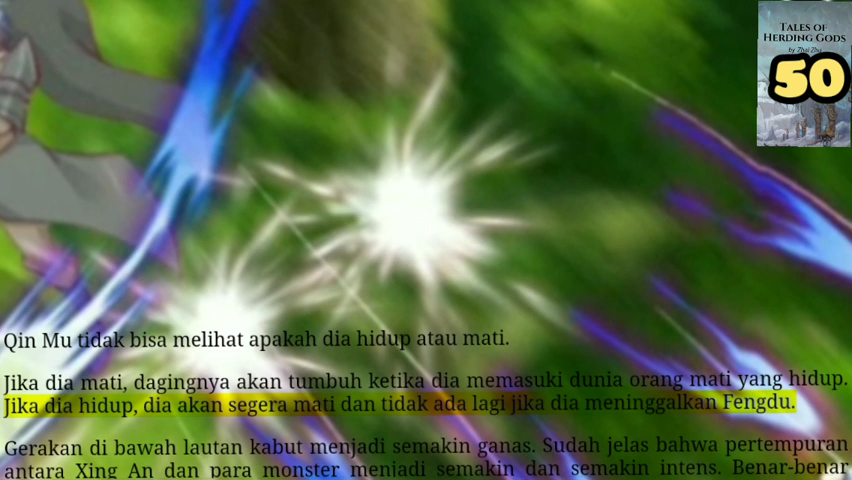 TALES OF
HERDING GODS
by Zhai Zhu
50
Qin Mu tidak bisa melihat apakah dia hidup atau mati.
Jika dia mati, dagingnya akan tumbuh ketika dia memasuki dunia orang mati yang hidup.
Jika dia hidup, dia akan segera mati dan tidak ada lagi jika dia meninggalkan Fengdu.
Gerakan di bawah lautan kabut menjadi semakin ganas. Sudah jelas bahwa pertempuran
antara Xing An dan para monster menjadi semakin dan semakin intens. Benar-benar